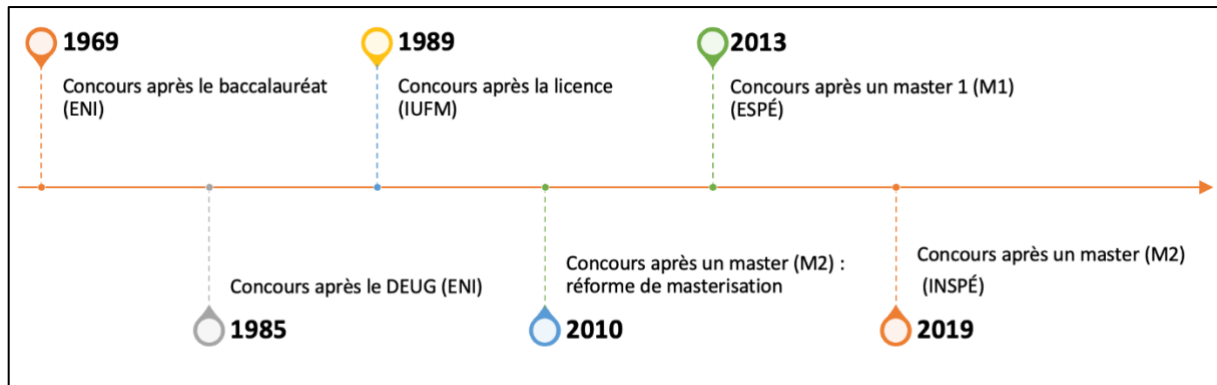 1969
Concours après le baccalauréat
(ENI)
1989
Concours après la licence
(IUFM)
2013
Concours après un master 1 (M1)
(ESPÉ)
Concours après le DEUG (ENI)
1985
Concours après un master (M2) :
réforme de masterisation
2010
Concours après un master (M2)
(INSPÉ)
2019